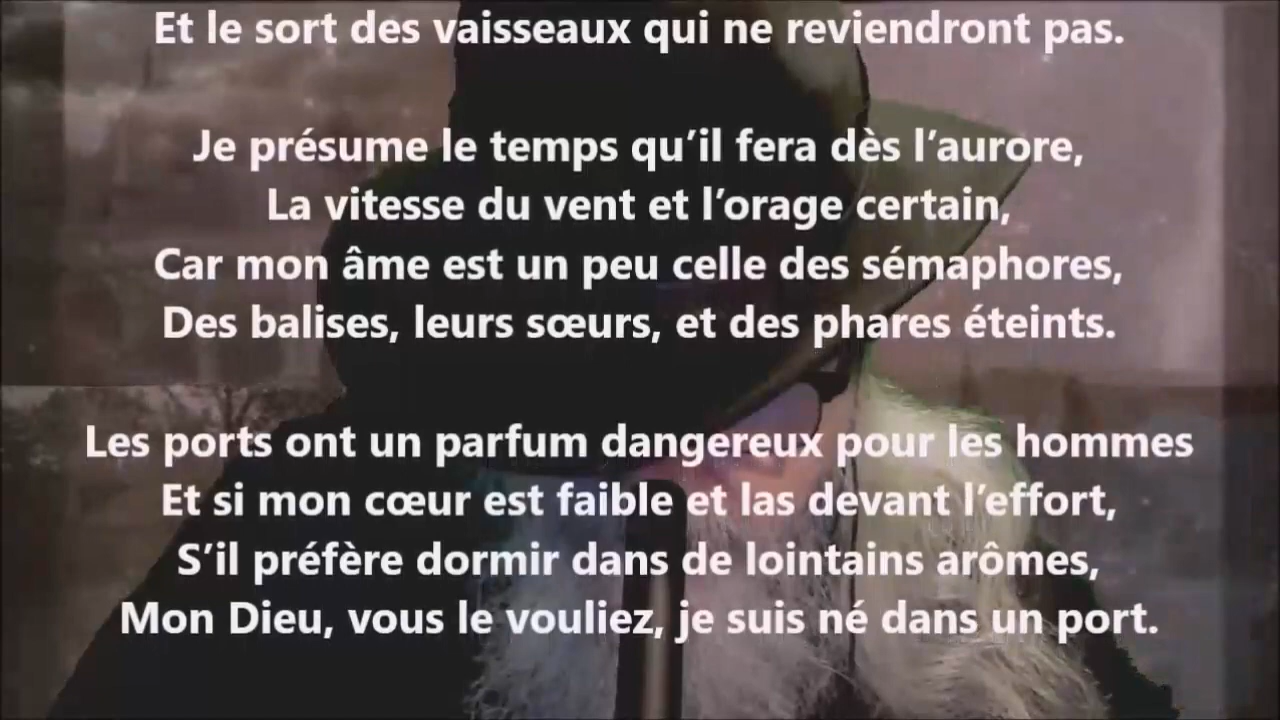 Et le sort des vaisseaux qui ne reviendront pas.
Je présume le temps qu’il fera dès l’aurore,
La vitesse du vent et l’orage certain,
Car mon âme est un peu celle des sémaphores,
Des balises, leurs sœurs, et des phares éteints.
Les ports ont un parfum dangereux pour les hommes
Et si mon cœur est faible et las devant l’effort,
S’il préfère dormir dans de lointains arômes,
Mon Dieu, vous le vouliez, je suis né dans un port.